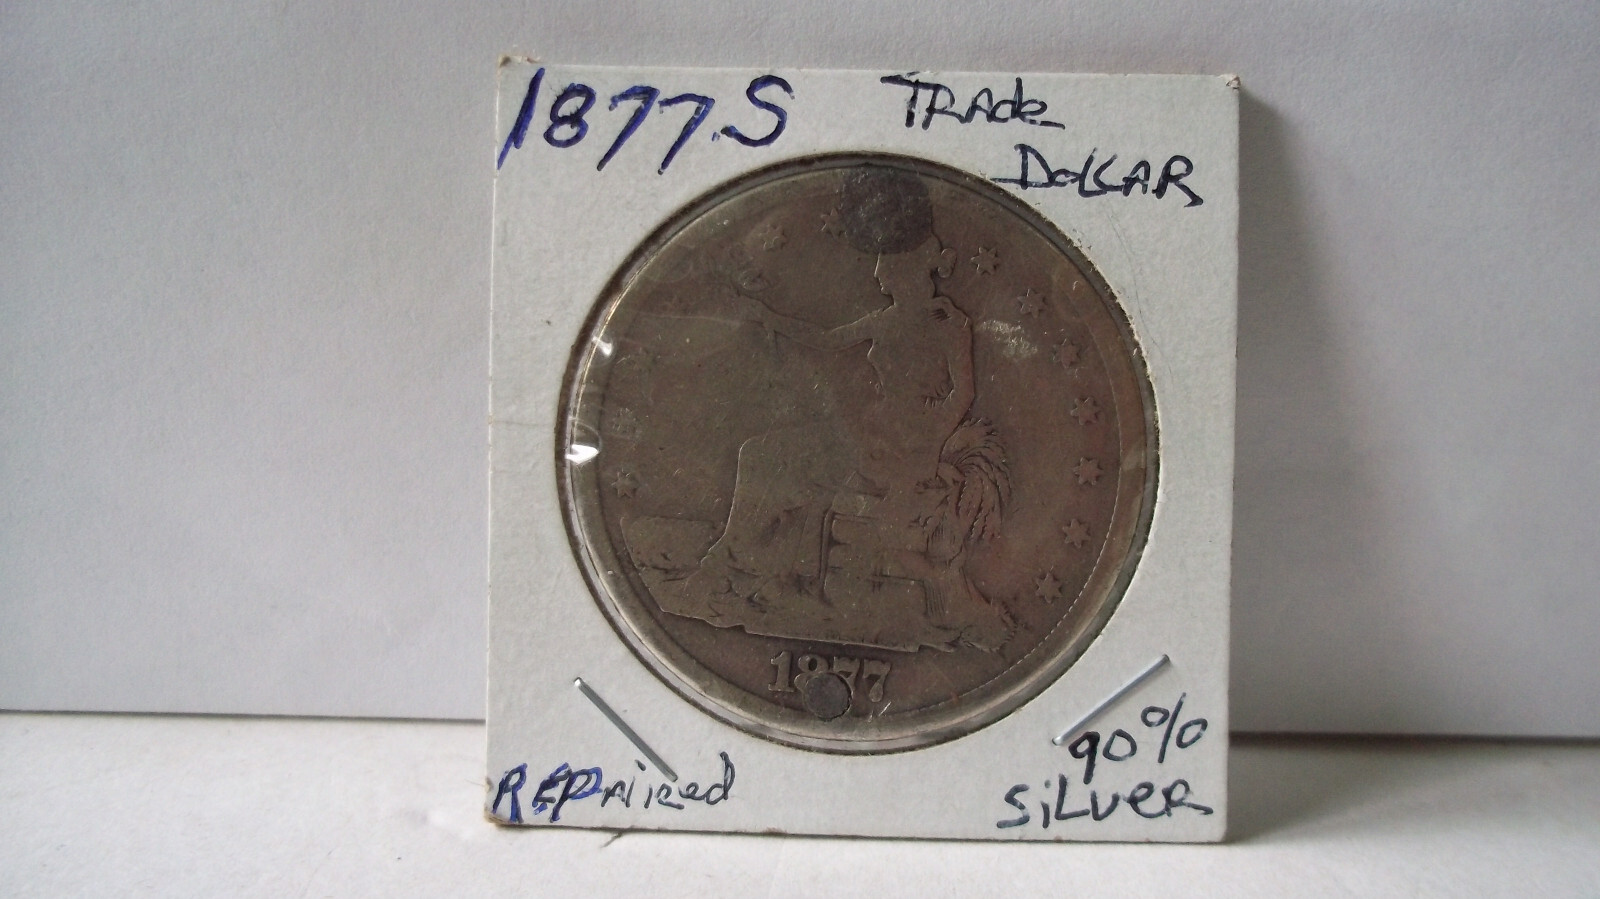 1877.S Trade
Dollar
1877
90%
Repaired Silver